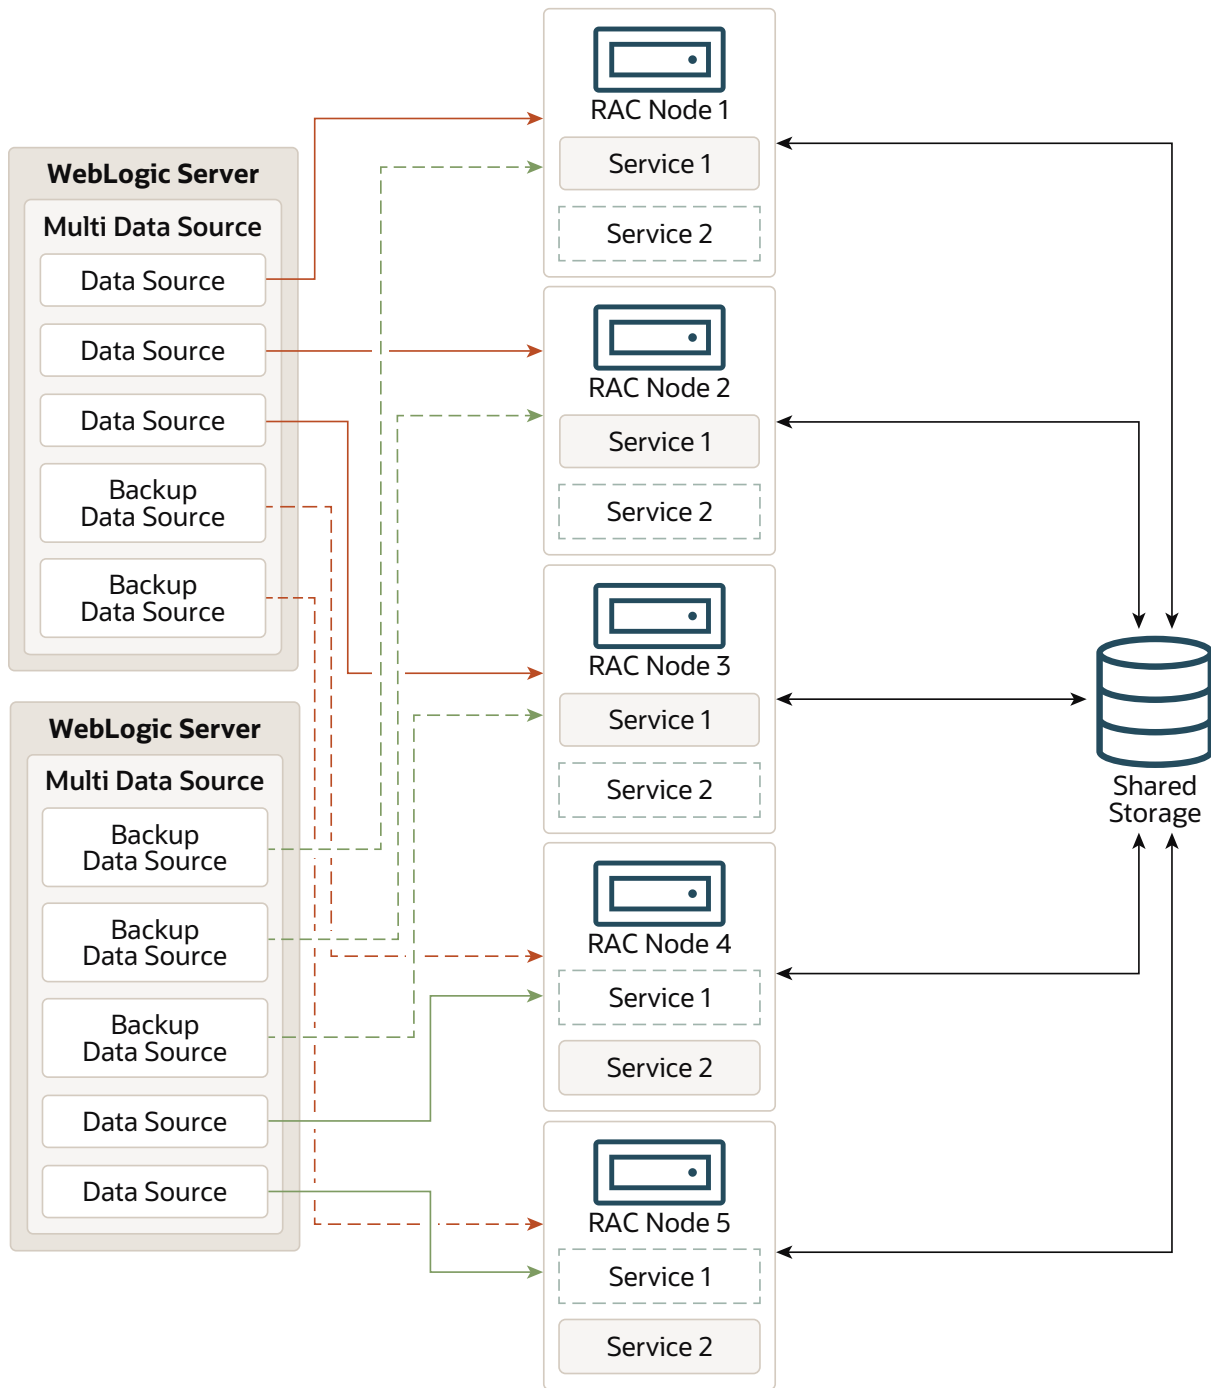 WebLogic Server
Multi Data Source
Data Source
Data Source
Data Source
Backup
Data Source
Backup
Data Source
WebLogic Server
Multi Data Source
Backup
Data Source
Backup
Data Source
Backup
Data Source
Data Source
Data Source
RAC Node 1
Service 1
Service 2
RAC Node 2
Service 1
Service 2
RAC Node 3
Service 1
Service 2
RAC Node 4
Service 1
Service 2
RAC Node 5
Service 1
Service 2
Shared
Storage